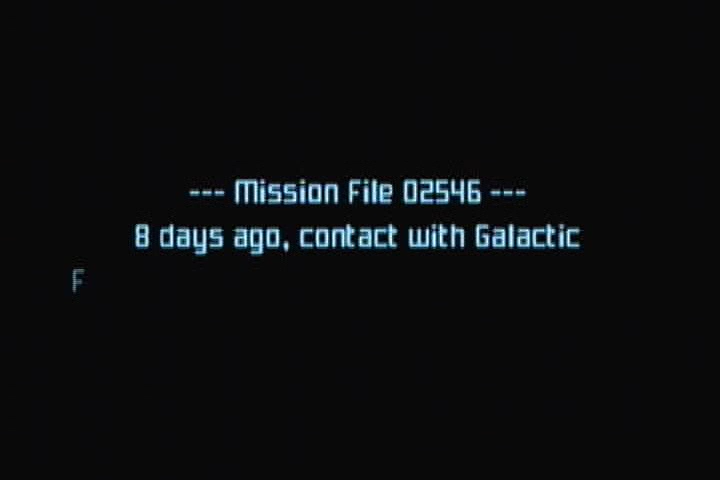 --- Mission File 02546 ---
8 days ago, contact with Galactic
F